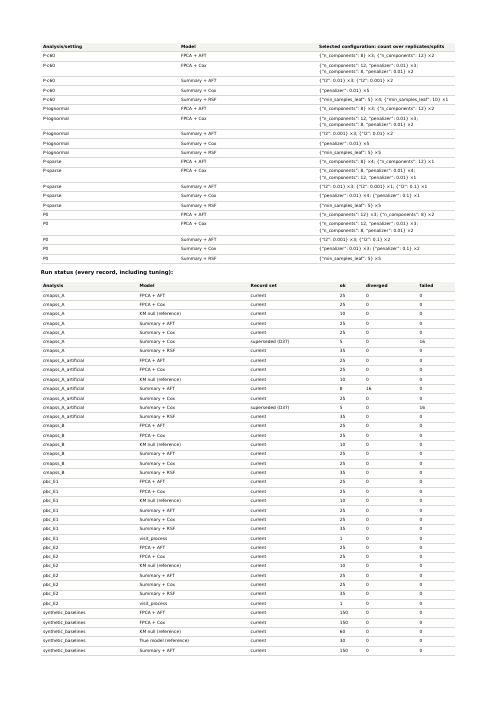 Analysis/setting Model Selected configuration: count over replicates/splits
P-c60 FPCA + AFT {"n_components": 8} ×3; {"n_components": 12} ×2
P-c60 FPCA + Cox {"n_components": 12, "penalizer": 0.01} ×3;
{"n_components": 8, "penalizer": 0.01} ×2
P-c60 Summary + AFT {"l2": 0.01} ×3; {"l2": 0.001} ×2
P-c60 Summary + Cox {"penalizer": 0.01} ×5
P-c60 Summary + RSF {"min_samples_leaf": 5} ×4; {"min_samples_leaf": 10} ×1
P-lognormal FPCA + AFT {"n_components": 8} ×3; {"n_components": 12} ×2
P-lognormal FPCA + Cox {"n_components": 12, "penalizer": 0.01} ×3;
{"n_components": 8, "penalizer": 0.01} ×2
P-lognormal Summary + AFT {"l2": 0.001} ×3; {"l2": 0.01} ×2
P-lognormal Summary + Cox {"penalizer": 0.01} ×5
P-lognormal Summary + RSF {"min_samples_leaf": 5} ×5
P-sparse FPCA + AFT {"n_components": 8} ×4; {"n_components": 12} ×1
P-sparse FPCA + Cox {"n_components": 8, "penalizer": 0.01} ×4;
{"n_components": 12, "penalizer": 0.01} ×1
P-sparse Summary + AFT {"l2": 0.01} ×3; {"l2": 0.001} ×1; {"l2": 0.1} ×1
P-sparse Summary + Cox {"penalizer": 0.01} ×4; {"penalizer": 0.1} ×1
P-sparse Summary + RSF {"min_samples_leaf": 5} ×5
P0 FPCA + AFT {"n_components": 12} ×3; {"n_components": 8} ×2
P0 FPCA + Cox {"n_components": 12, "penalizer": 0.01} ×3;
{"n_components": 8, "penalizer": 0.01} ×2
P0 Summary + AFT {"l2": 0.001} ×3; {"l2": 0.1} ×2
P0 Summary + Cox {"penalizer": 0.01} ×3; {"penalizer": 0.1} ×2
P0 Summary + RSF {"min_samples_leaf": 5} ×5
Run status (every record, including tuning):
Analysis Model Record set ok diverged failed
cmapss_A FPCA + AFT current 25 0 0
cmapss_A FPCA + Cox current 25 0 0
cmapss_A KM null (reference) current 10 0 0
cmapss_A Summary + AFT current 25 0 0
cmapss_A Summary + Cox current 25 0 0
cmapss_A Summary + Cox superseded (D37) 5 0 16
cmapss_A Summary + RSF current 35 0 0
cmapss_A_artificial FPCA + AFT current 25 0 0
cmapss_A_artificial FPCA + Cox current 25 0 0
cmapss_A_artificial KM null (reference) current 10 0 0
cmapss_A_artificial Summary + AFT current 8 16 0
cmapss_A_artificial Summary + Cox current 25 0 0
cmapss_A_artificial Summary + Cox superseded (D37) 5 0 16
cmapss_A_artificial Summary + RSF current 35 0 0
cmapss_B FPCA + AFT current 25 0 0
cmapss_B FPCA + Cox current 25 0 0
cmapss_B KM null (reference) current 10 0 0
cmapss_B Summary + AFT current 25 0 0
cmapss_B Summary + Cox current 25 0 0
cmapss_B Summary + RSF current 35 0 0
pbc_E1 FPCA + AFT current 25 0 0
pbc_E1 FPCA + Cox current 25 0 0
pbc_E1 KM null (reference) current 10 0 0
pbc_E1 Summary + AFT current 25 0 0
pbc_E1 Summary + Cox current 25 0 0
pbc_E1 Summary + RSF current 35 0 0
pbc_E1 visit_process current 1 0 0
pbc_E2 FPCA + AFT current 25 0 0
pbc_E2 FPCA + Cox current 25 0 0
pbc_E2 KM null (reference) current 10 0 0
pbc_E2 Summary + AFT current 25 0 0
pbc_E2 Summary + Cox current 25 0 0
pbc_E2 Summary + RSF current 35 0 0
pbc_E2 visit_process current 1 0 0
synthetic_baselines FPCA + AFT current 150 0 0
synthetic_baselines FPCA + Cox current 150 0 0
synthetic_baselines KM null (reference) current 60 0 0
synthetic_baselines True model (reference) current 30 0 0
synthetic_baselines Summary + AFT current 150 0 0